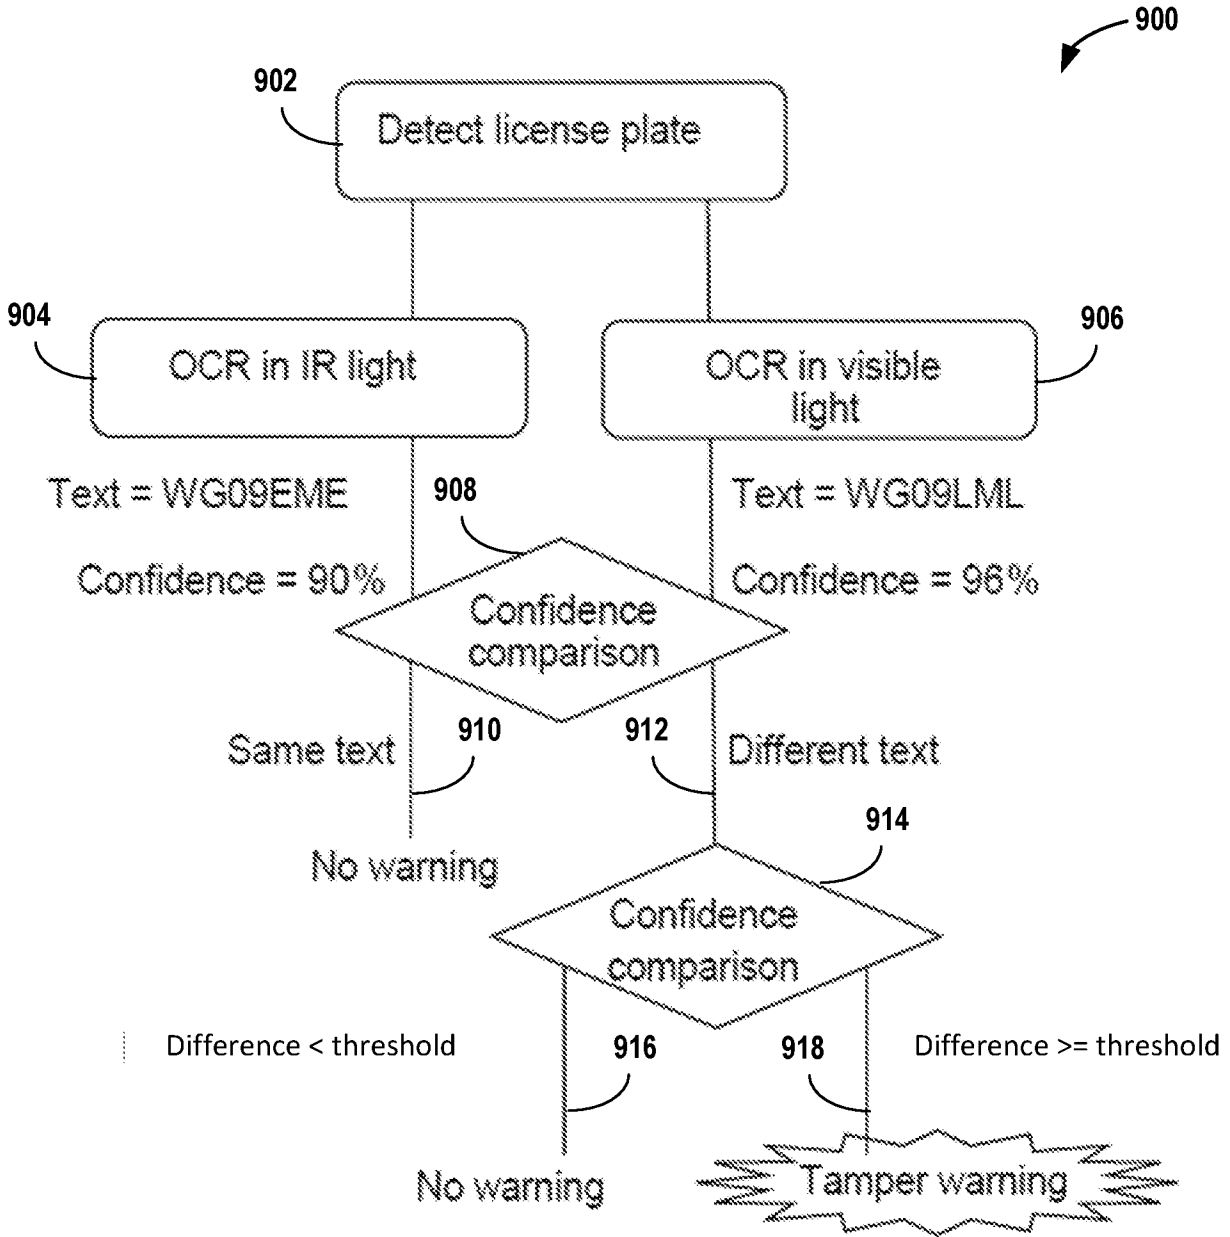 900
902
Detect license plate
904
OCR in IR light
906
OCR in visible
light
Text = WG09EME
908
Text = WG09LML
Confidence = 90%
Confidence = 96%
Confidence
comparison
Same text
910
912
Different text
No warning
914
Confidence
comparison
Difference < threshold
916
918
Difference >= threshold
No warning
Tamper warning